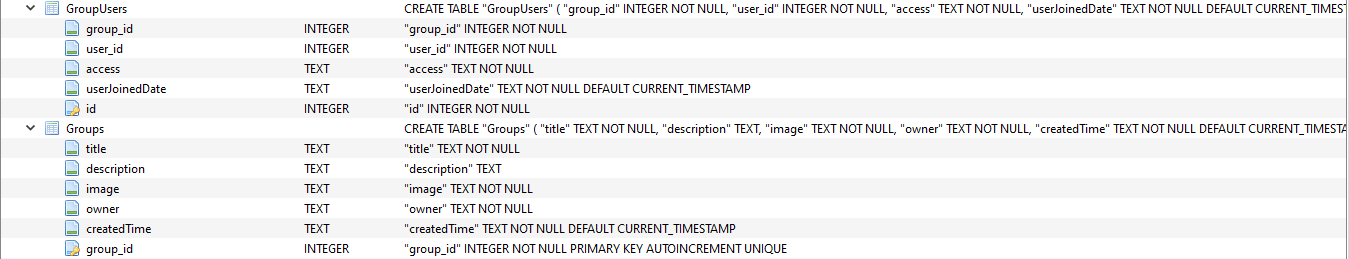 GroupUsers CREATE TABLE "GroupUsers" ( "group_id" INTEGER NOT NULL, "user_id" INTEGER NOT NULL, "access" TEXT NOT NULL, "userJoinedDate" TEXT NOT NULL DEFAULT CURRENT_TIMEST
group_id INTEGER "group_id" INTEGER NOT NULL
user_id INTEGER "user_id" INTEGER NOT NULL
access TEXT "access" TEXT NOT NULL
userJoinedDate TEXT "userJoinedDate" TEXT NOT NULL DEFAULT CURRENT_TIMESTAMP
id INTEGER "id" INTEGER NOT NULL
Groups CREATE TABLE "Groups" ( "title" TEXT NOT NULL, "description" TEXT, "image" TEXT NOT NULL, "owner" TEXT NOT NULL, "createdTime" TEXT NOT NULL DEFAULT CURRENT_TIMESTA
title TEXT "title" TEXT NOT NULL
description TEXT "description" TEXT
image TEXT "image" TEXT NOT NULL
owner TEXT "owner" TEXT NOT NULL
createdTime TEXT "createdTime" TEXT NOT NULL DEFAULT CURRENT_TIMESTAMP
group_id INTEGER "group_id" INTEGER NOT NULL PRIMARY KEY AUTOINCREMENT UNIQUE